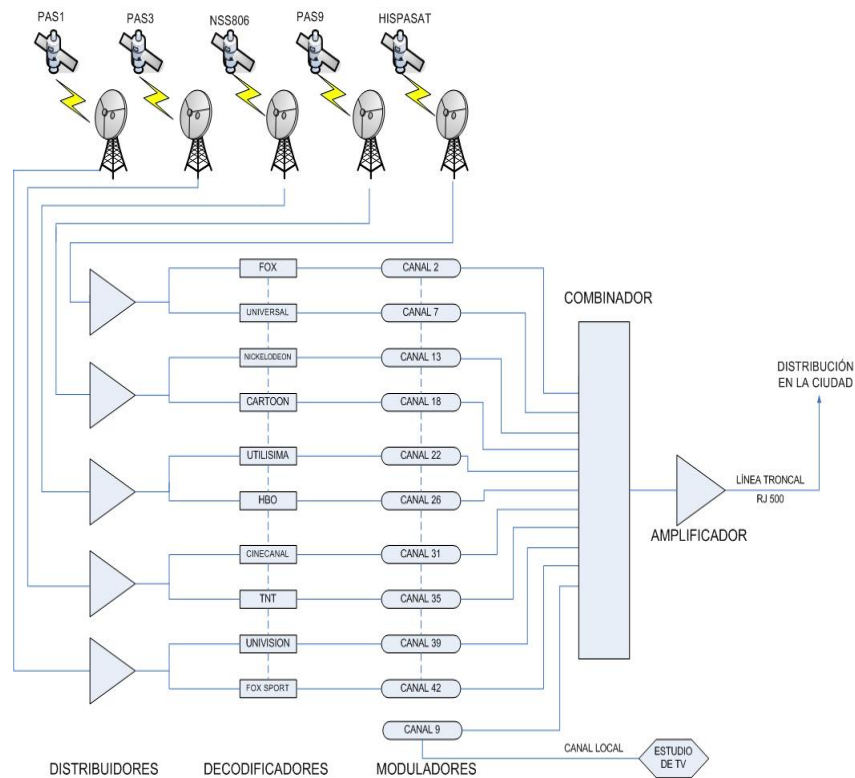 PAS1
PAS3
NSS806
PAS9
HISPASAT
FOX
CANAL 2
UNIVERSAL
CANAL 7
NICKELODEON
CANAL 13
CARTOON
CANAL 18
UTILISIMA
CANAL 22
HBO
CANAL 26
CINECANAL
CANAL 31
TNT
CANAL 35
UNIVISION
CANAL 39
FOX SPORT
CANAL 42
CANAL 9
COMBINADOR
AMPLIFICADOR
LÍNEA TRONCAL
RJ 500
DISTRIBUCIÓN
EN LA CIUDAD
CANAL LOCAL
ESTUDIO
DE TV
DISTRIBUIDORES
DECODIFICADORES
MODULADORES